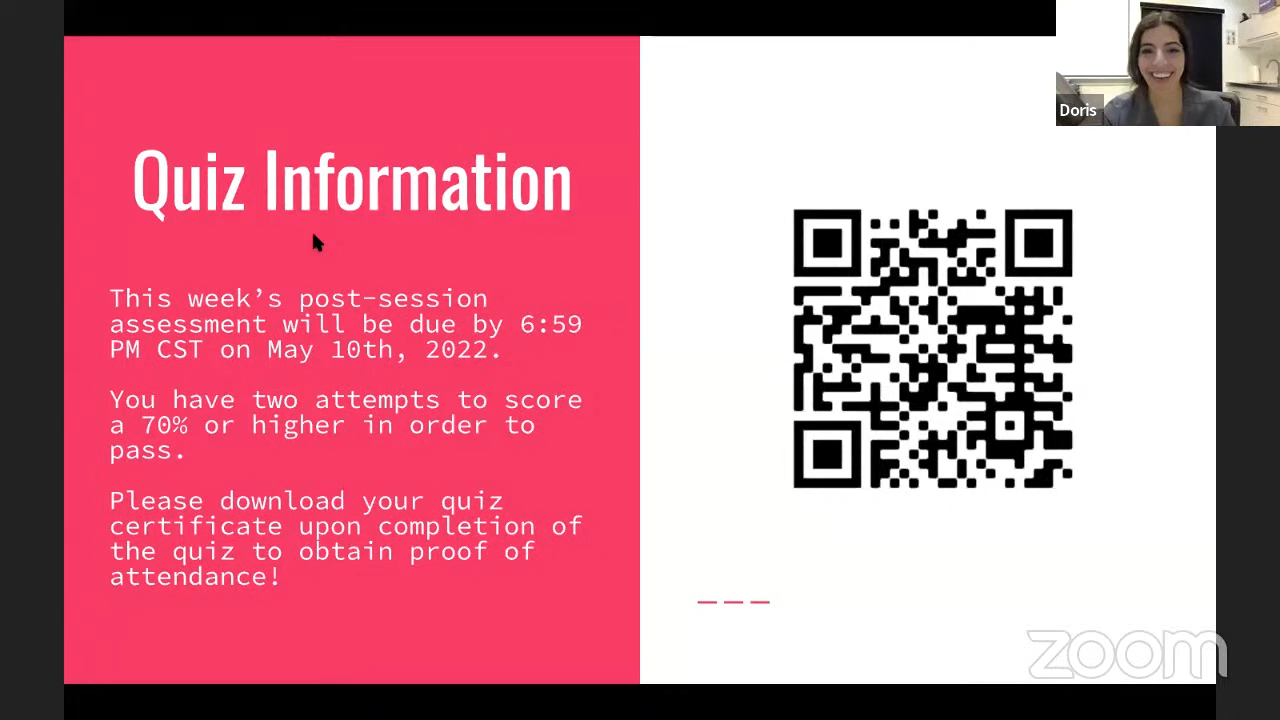 Quiz Information
This week’s post-session
assessment will be due by 6:59
PM CST on May 10th, 2022.
You have two attempts to score
a 70% or higher in order to
pass.
Please download your quiz
certificate upon completion of
the quiz to obtain proof of
attendance!
Doris
zoom